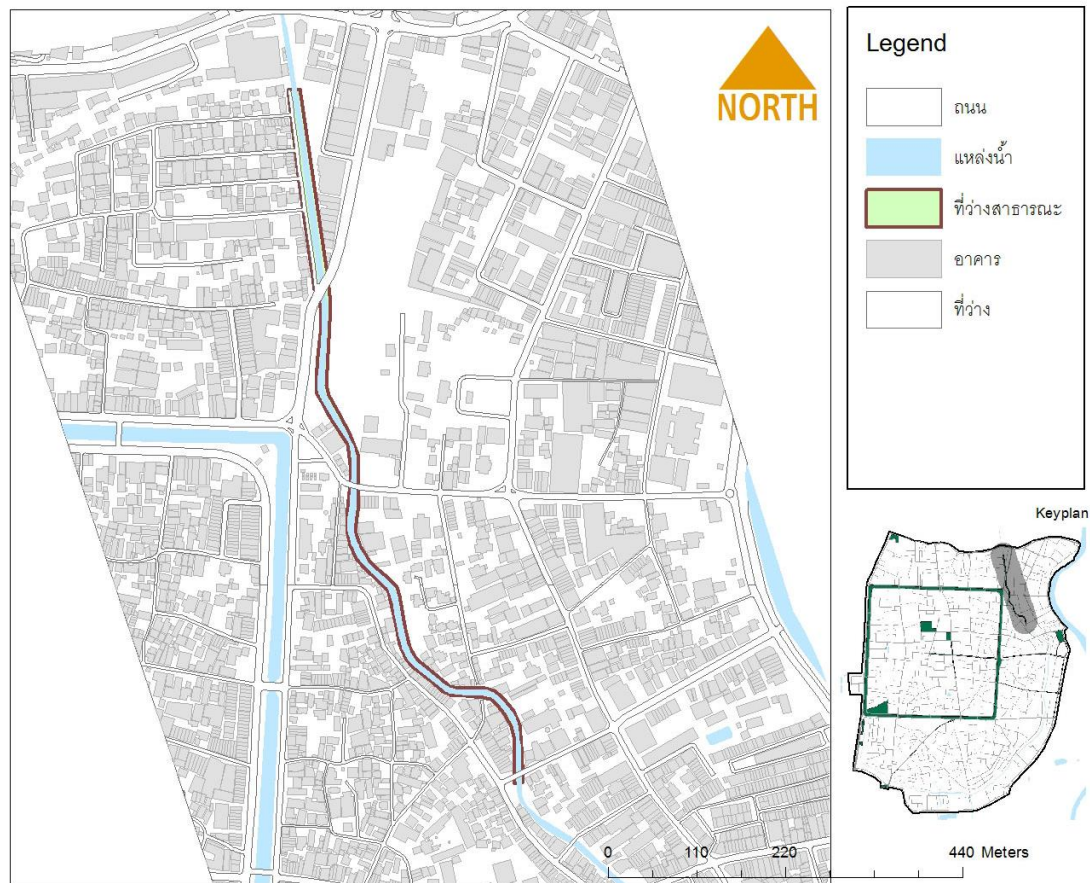 NORTH
Legend
ถนน
แหล่งน้ำ
ที่ว่างสาธารณะ
อาคาร
ที่ว่าง
Keyplan
0 110 220 440 Meters